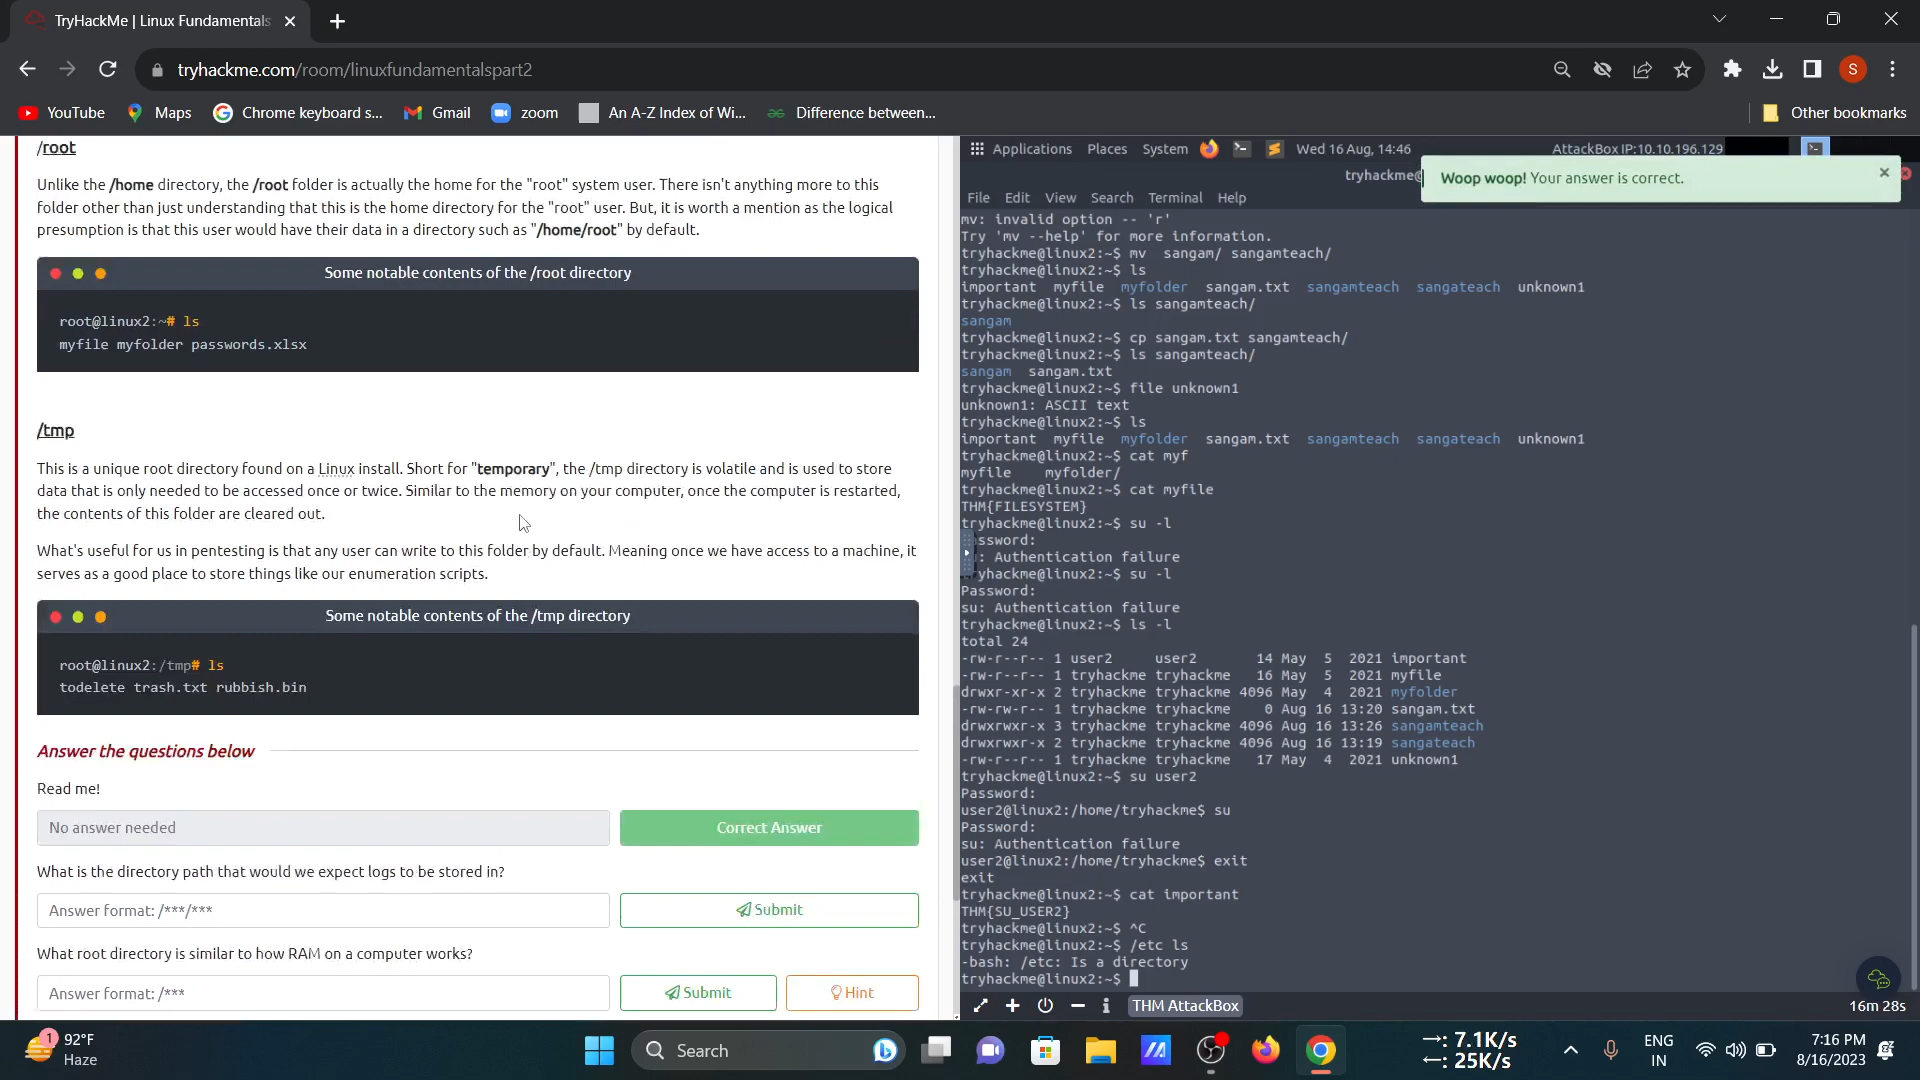 TryHackMe | Linux Fundamentals
tryhackme.com/room/linuxfundamentalspart2
S
YouTube
Maps
Chrome keyboard s...
Gmail
zoom
An A-Z Index of Wi...
Difference between...
Other bookmarks
/root
Unlike the /home directory, the /root folder is actually the home for the "root" system user. There isn't anything more to this
folder other than just understanding that this is the home directory for the "root" user. But, it is worth a mention as the logical
presumption is that this user would have their data in a directory such as "/home/root" by default.
Some notable contents of the /root directory
root@linux2:~# ls
myfile myfolder passwords.xlsx
/tmp
This is a unique root directory found on a Linux install. Short for "temporary", the /tmp directory is volatile and is used to store
data that is only needed to be accessed once or twice. Similar to the memory on your computer, once the computer is restarted,
the contents of this folder are cleared out.
What's useful for us in pentesting is that any user can write to this folder by default. Meaning once we have access to a machine, it
serves as a good place to store things like our enumeration scripts.
Some notable contents of the /tmp directory
root@linux2:/tmp# ls
todelete trash.txt rubbish.bin
Answer the questions below
Read me!
No answer needed
Correct Answer
What is the directory path that would we expect logs to be stored in?
Answer format: /***/***
Submit
What root directory is similar to how RAM on a computer works?
Answer format: /***
Submit
Hint
Applications Places System
Wed 16 Aug, 14:46
AttackBox IP:10.10.196.129
tryhackme@
Woop woop! Your answer is correct.
File Edit View Search Terminal Help
mv: invalid option -- 'r'
Try 'mv --help' for more information.
tryhackme@linux2:~$ mv  sangam/ sangamteach/
tryhackme@linux2:~$ ls
important  myfile  myfolder  sangam.txt  sangamteach  sangateach  unknown1
tryhackme@linux2:~$ ls sangamteach/
sangam
tryhackme@linux2:~$ cp sangam.txt sangamteach/
tryhackme@linux2:~$ ls sangamteach/
sangam  sangam.txt
tryhackme@linux2:~$ file unknown1
unknown1: ASCII text
tryhackme@linux2:~$ ls
important  myfile  myfolder  sangam.txt  sangamteach  sangateach  unknown1
tryhackme@linux2:~$ cat myf
myfile    myfolder/
tryhackme@linux2:~$ cat myfile
THM{FILESYSTEM}
tryhackme@linux2:~$ su -l
ssword:
: Authentication failure
yhackme@linux2:~$ su -l
Password:
su: Authentication failure
tryhackme@linux2:~$ ls -l
total 24
-rw-r--r-- 1 user2     user2       14 May  5  2021 important
-rw-r--r-- 1 tryhackme tryhackme   16 May  5  2021 myfile
drwxr-xr-x 2 tryhackme tryhackme 4096 May  4  2021 myfolder
-rw-rw-r-- 1 tryhackme tryhackme    0 Aug 16 13:20 sangam.txt
drwxrwxr-x 3 tryhackme tryhackme 4096 Aug 16 13:26 sangamteach
drwxrwxr-x 2 tryhackme tryhackme 4096 Aug 16 13:19 sangateach
-rw-r--r-- 1 tryhackme tryhackme   17 May  4  2021 unknown1
tryhackme@linux2:~$ su user2
Password:
user2@linux2:/home/tryhackme$ su
Password:
su: Authentication failure
user2@linux2:/home/tryhackme$ exit
exit
tryhackme@linux2:~$ cat important
THM{SU_USER2}
tryhackme@linux2:~$ ^C
tryhackme@linux2:~$ /etc ls
-bash: /etc: Is a directory
tryhackme@linux2:~$
THM AttackBox
16m 28s
1
92°F
Haze
Search
7.1K/s
25K/s
ENG
IN
7:16 PM
8/16/2023